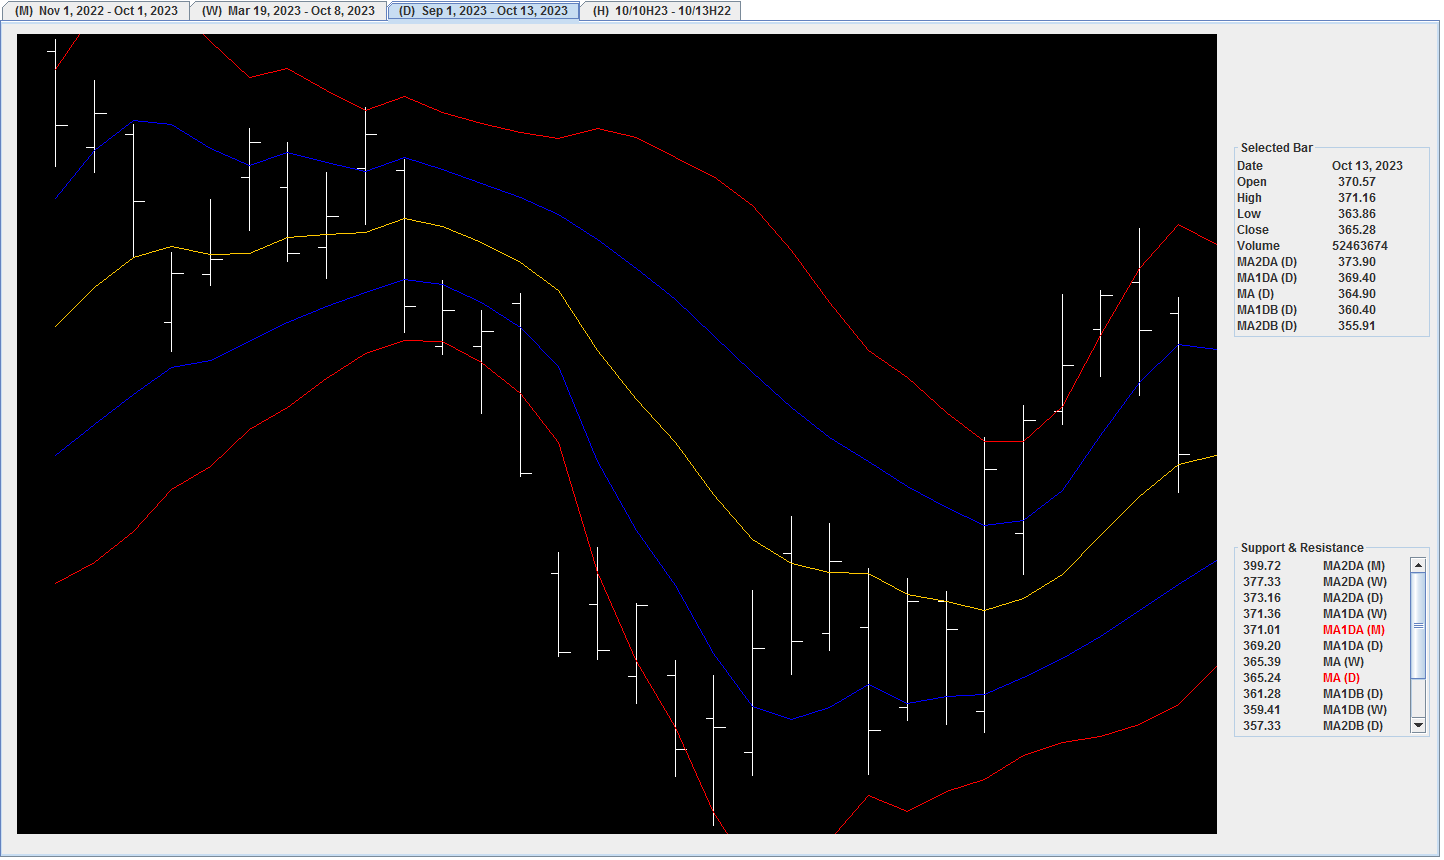 (M) Nov 1, 2022 - Oct 1, 2023 (W) Mar 19, 2023 - Oct 8, 2023 (D) Sep 1, 2023 - Oct 13, 2023 (H) 10/10H23 - 10/13H22
Selected Bar
Date Oct 13, 2023
Open 370.57
High 371.16
Low 363.86
Close 365.28
Volume 52463674
MA2DA (D) 373.90
MA1DA (D) 369.40
MA (D) 364.90
MA1DB (D) 360.40
MA2DB (D) 355.91
Support & Resistance
399.72 MA2DA (M)
377.33 MA2DA (W)
373.16 MA2DA (D)
371.36 MA1DA (W)
371.01 MA1DA (M)
369.20 MA1DA (D)
365.39 MA (W)
365.24 MA (D)
361.28 MA1DB (D)
359.41 MA1DB (W)
357.33 MA2DB (D)